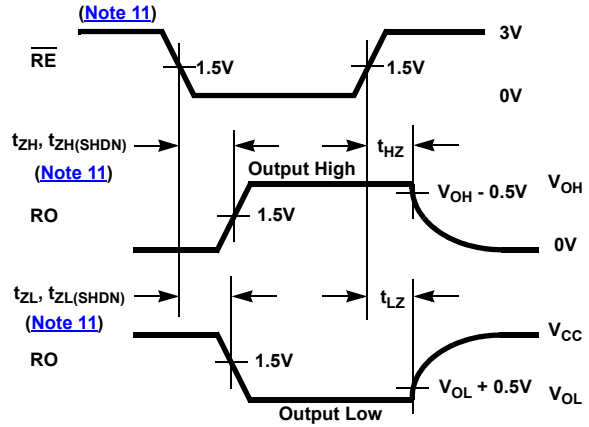 (Note 11)
3V
RE
1.5V
1.5V
0V
tZH, tZH(SHDN)
tHZ
(Note 11)
Output High
VOH - 0.5V
VOH
RO
1.5V
0V
tZL, tZL(SHDN)
tLZ
(Note 11)
VCC
RO
1.5V
VOL + 0.5V
VOL
Output Low